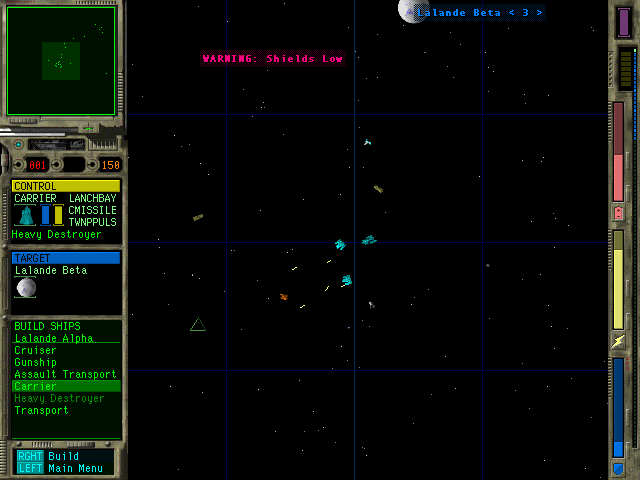 Lalande Beta < 3 >
WARNING: Shields Low
001
150
CONTROL
CARRIER LANCHBAY
CMISSILE
TWNPPULS
Heavy Destroyer
TARGET
Lalande Beta
BUILD SHIPS
Lalande Alpha
Cruiser
Gunship
Assault Transport
Carrier
Heavy Destroyer
Transport
RGHT Build
LEFT Main Menu